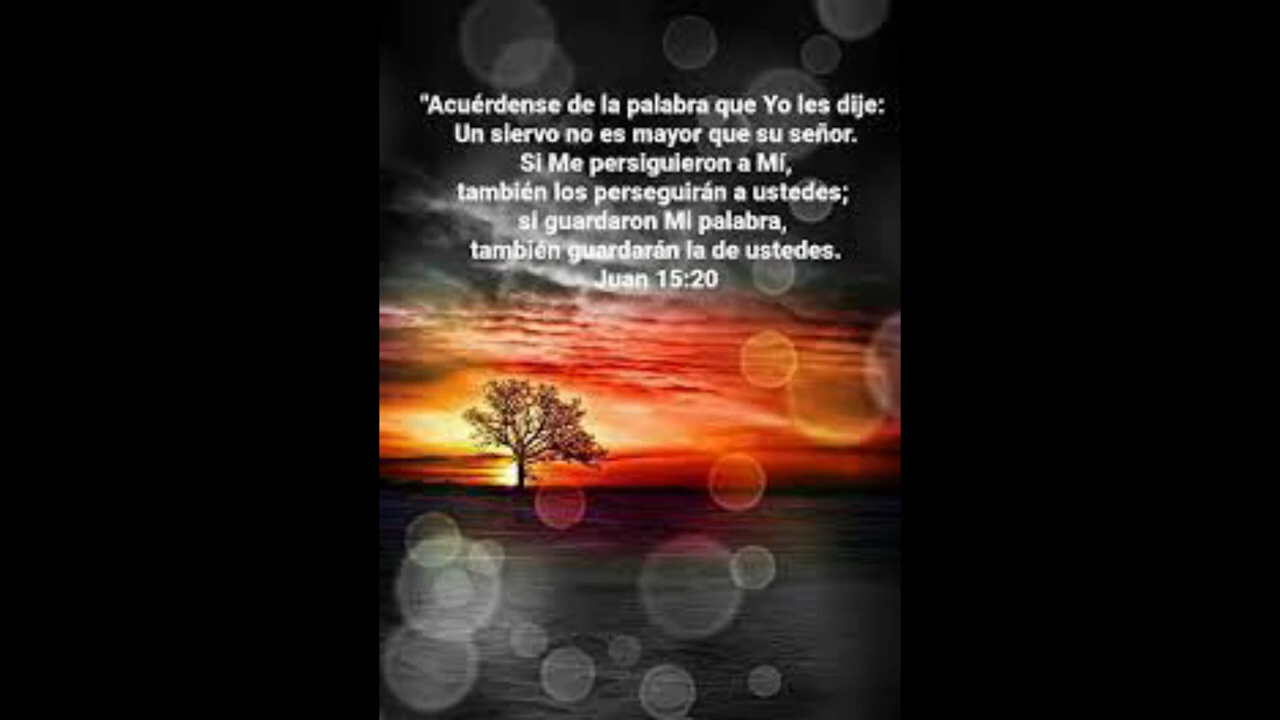 "Acuérdense de la palabra que Yo les dije:
Un siervo no es mayor que su señor.
Si Me persiguieron a Mí,
también los perseguirán a ustedes;
si guardaron Mi palabra,
también guardarán la de ustedes.
Juan 15:20